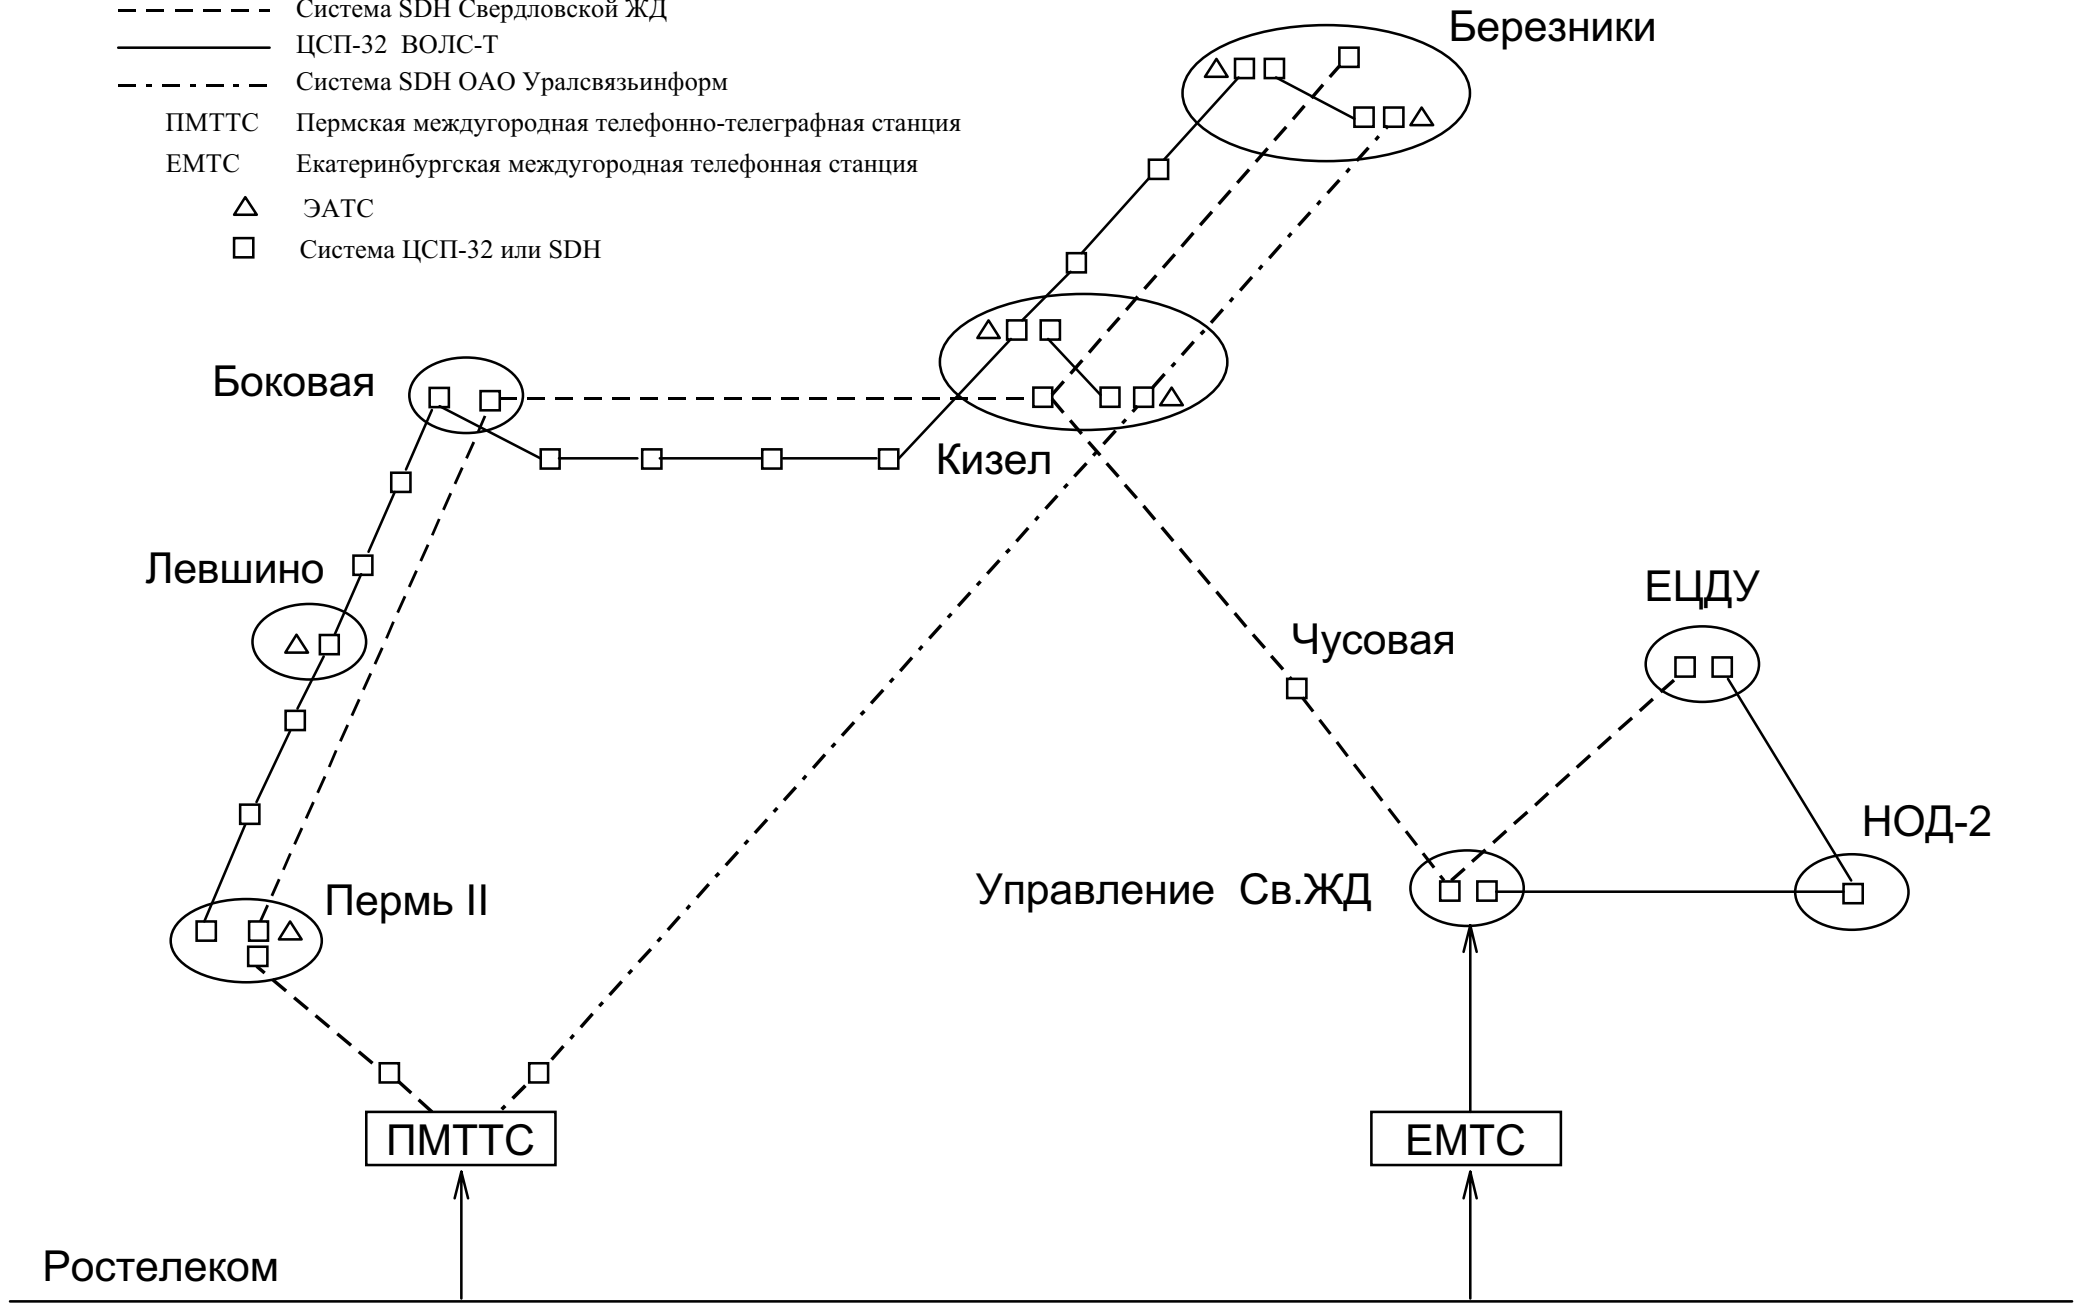 Система SDH Свердловской ЖД
ЦСП-32 ВОЛС-Т
Система SDH ОАО Уралсвязьинформ
ПМТТС Пермская междугородная телефонно-телеграфная станция
ЕМТС Екатеринбургская междугородная телефонная станция
ЭАТС
Система ЦСП-32 или SDH
Березники
Боковая
Кизел
Левшино
ЕЦДУ
Чусовая
НОД-2
Управление Св.ЖД
Пермь II
ПМТТС
ЕМТС
Ростелеком